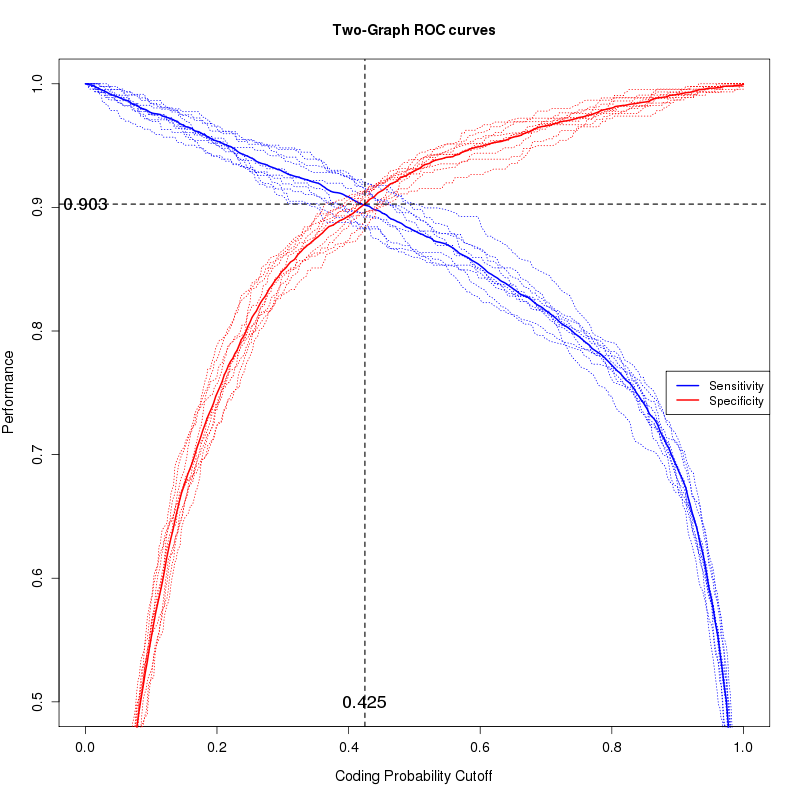 Two-Graph ROC curves
Performance
1.0
0.9
0.8
0.7
0.6
0.5
0.903
0.425
Sensitivity
Specificity
0.0
0.2
0.4
0.6
0.8
1.0
Coding Probability Cutoff